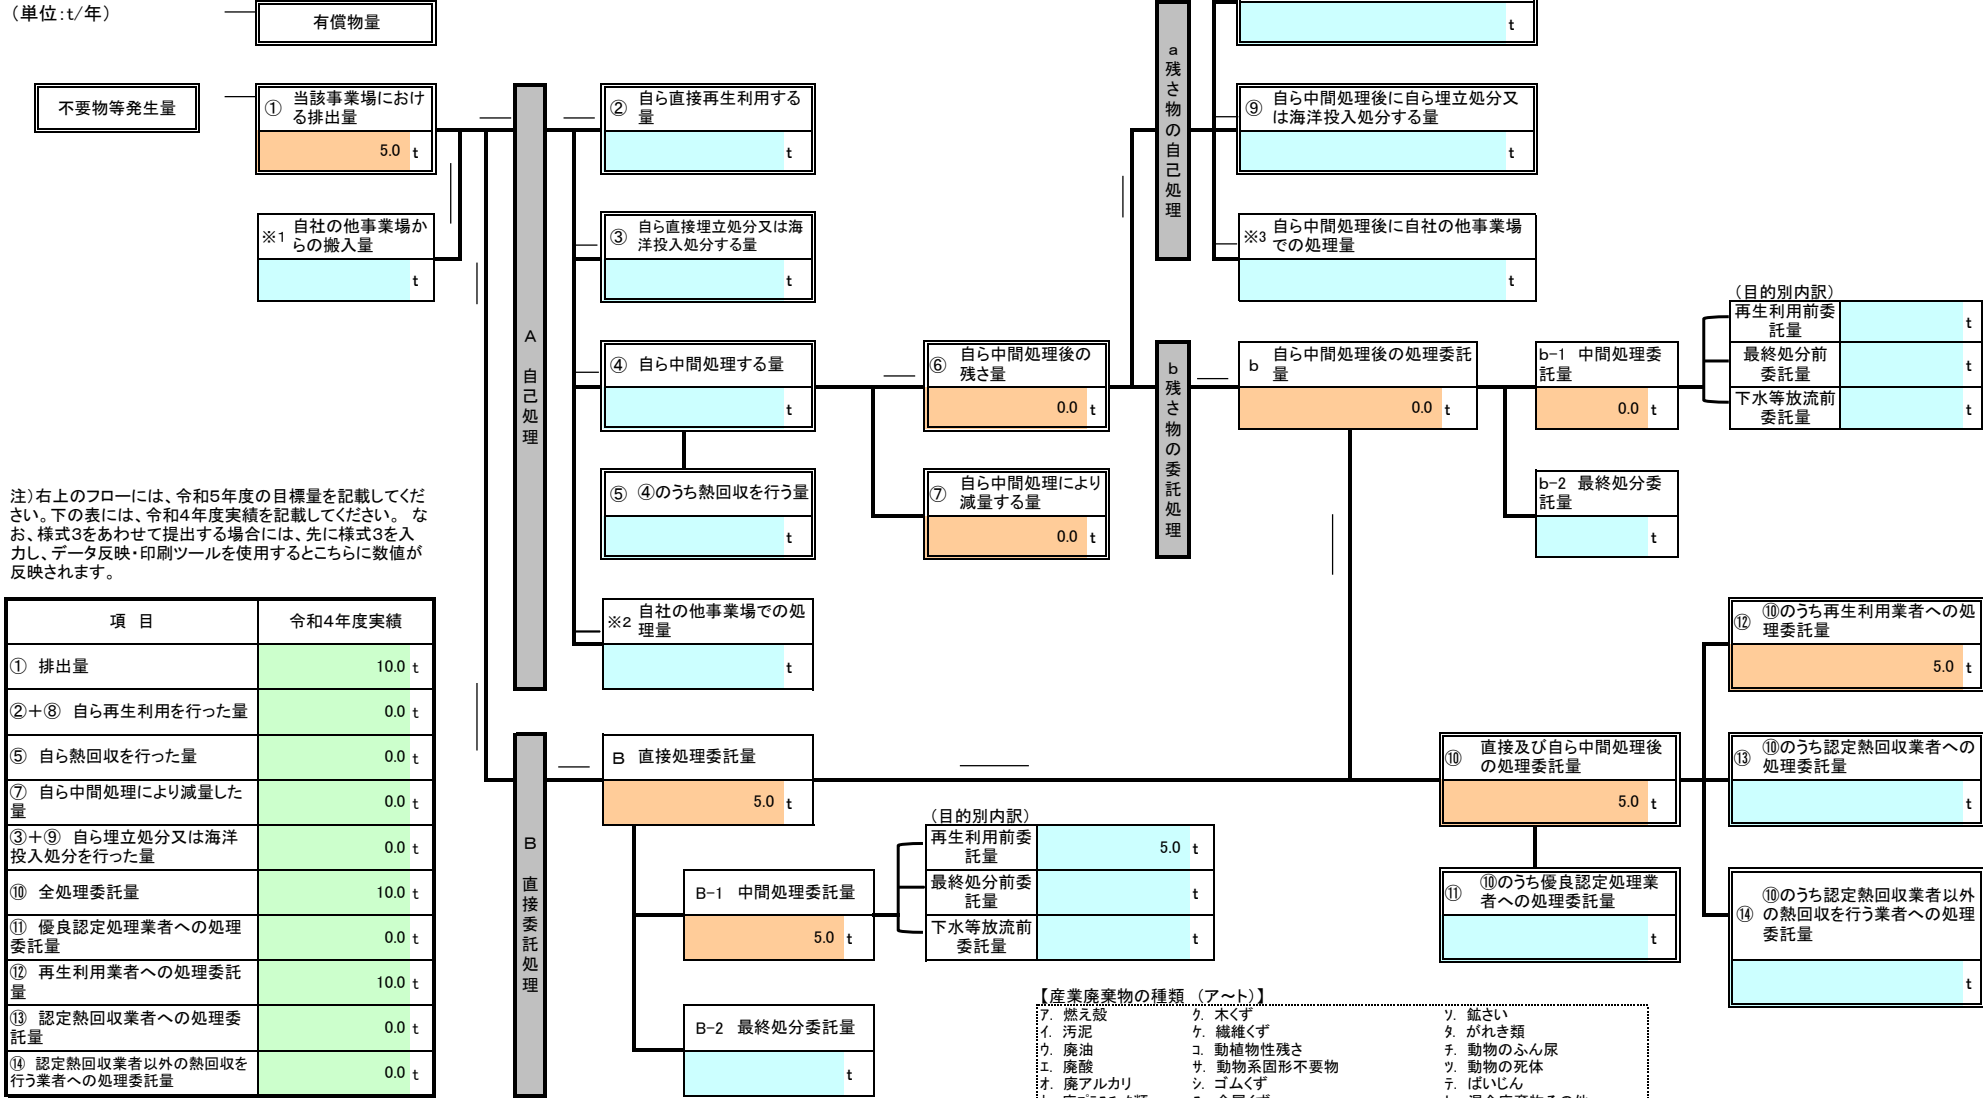 （単位：t/年）
有償物量
不要物等発生量
① 当該事業場におけ
る排出量
5.0 t
※1 自社の他事業場か
らの搬入量
t
A 自己処理
② 自ら直接再生利用する
量
t
③ 自ら直接埋立処分又は海
洋投入処分する量
t
④ 自ら中間処理する量
t
⑤ ④のうち熱回収を行う量
t
※2 自社の他事業場での処
理量
t
⑥ 自ら中間処理後の
残さ量
0.0 t
⑦ 自ら中間処理により
減量する量
0.0 t
a 残さ物の自己処理
t
⑨ 自ら中間処理後に自ら埋立処分又
は海洋投入処分する量
t
※3 自ら中間処理後に自社の他事業場
での処理量
t
b 残さ物の委託処理
b 自ら中間処理後の処理委託
量
0.0 t
b-1 中間処理委
託量
0.0 t
b-2 最終処分委
託量
t
（目的別内訳）
再生利用前委
託量
t
最終処分前
委託量
t
下水等放流前
委託量
t
注）右上のフローには、令和5年度の目標量を記載してくだ
さい。下の表には、令和4年度実績を記載してください。 な
お、様式3をあわせて提出する場合には、先に様式3を入
力し、データ反映・印刷ツールを使用するとこちらに数値が
反映されます。
項 目 令和4年度実績
① 排出量 10.0 t
②＋⑧ 自ら再生利用を行った量 0.0 t
⑤ 自ら熱回収を行った量 0.0 t
⑦ 自ら中間処理により減量した
量 0.0 t
③＋⑨ 自ら埋立処分又は海洋
投入処分を行った量 0.0 t
⑩ 全処理委託量 10.0 t
⑪ 優良認定処理業者への処理
委託量 0.0 t
⑫ 再生利用業者への処理委託
量 10.0 t
⑬ 認定熱回収業者への処理委
託量 0.0 t
⑭ 認定熱回収業者以外の熱回収を
行う業者への処理委託量 0.0 t
B 直接委託処理
B 直接処理委託量
5.0 t
B-1 中間処理委託量
5.0 t
B-2 最終処分委託量
t
（目的別内訳）
再生利用前委
託量
5.0 t
最終処分前委
託量
t
下水等放流前
委託量
t
⑩ 直接及び自ら中間処理後
の処理委託量
5.0 t
⑪ ⑩のうち優良認定処理業
者への処理委託量
t
⑫ ⑩のうち再生利用業者への処
理委託量
5.0 t
⑬ ⑩のうち認定熱回収業者への
処理委託量
t
⑭ ⑩のうち認定熱回収業者以外
の熱回収を行う業者への処理
委託量
t
【産業廃棄物の種類 （ア～ト）】
ア. 燃え殻 ク. 木くず ソ. 鉱さい
イ. 汚泥 ケ. 繊維くず タ. がれき類
ウ. 廃油 コ. 動植物性残さ チ. 動物のふん尿
エ. 廃酸 サ. 動物系固形不要物 ツ. 動物の死体
オ. 廃アルカリ シ. ゴムくず テ. ばいじん